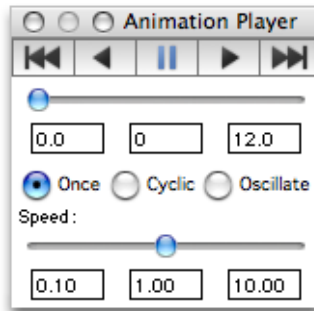 Animation Player
0.0 0 12.0
Once Cyclic Oscillate
Speed:
0.10 1.00 10.00